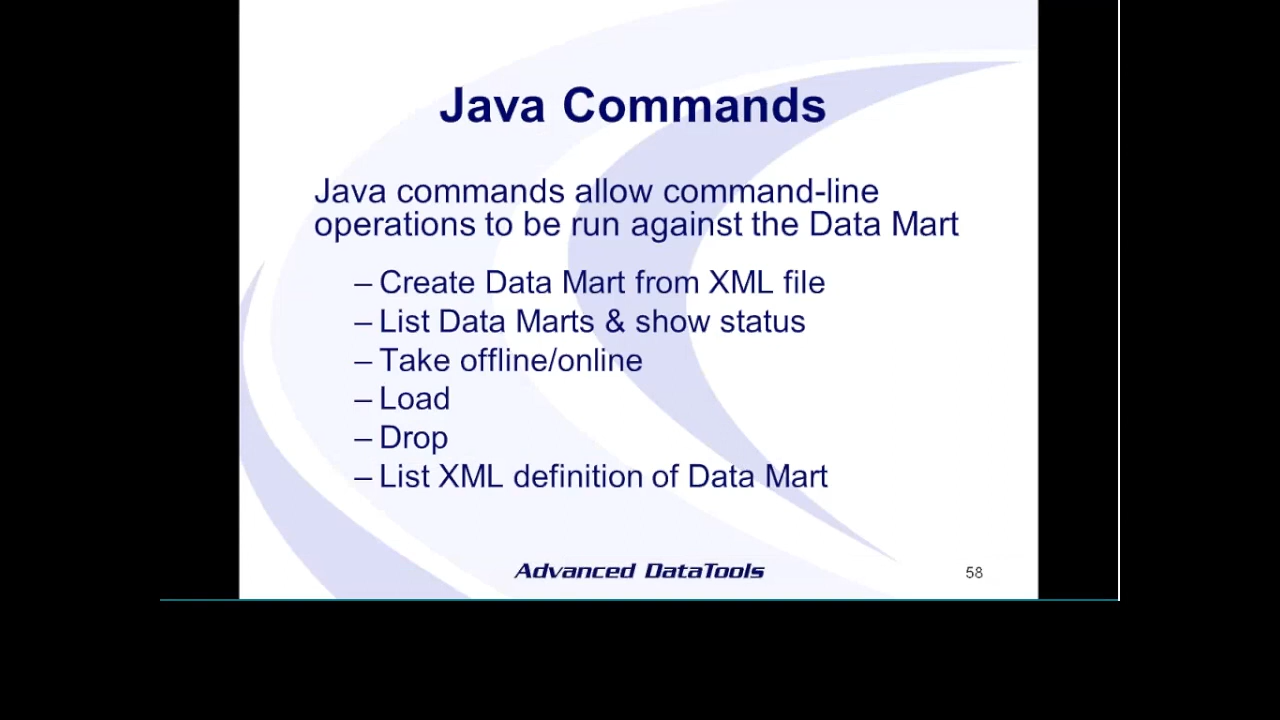 Java Commands
Java commands allow command-line
operations to be run against the Data Mart
– Create Data Mart from XML file
– List Data Marts & show status
– Take offline/online
– Load
– Drop
– List XML definition of Data Mart
Advanced DataTools
58